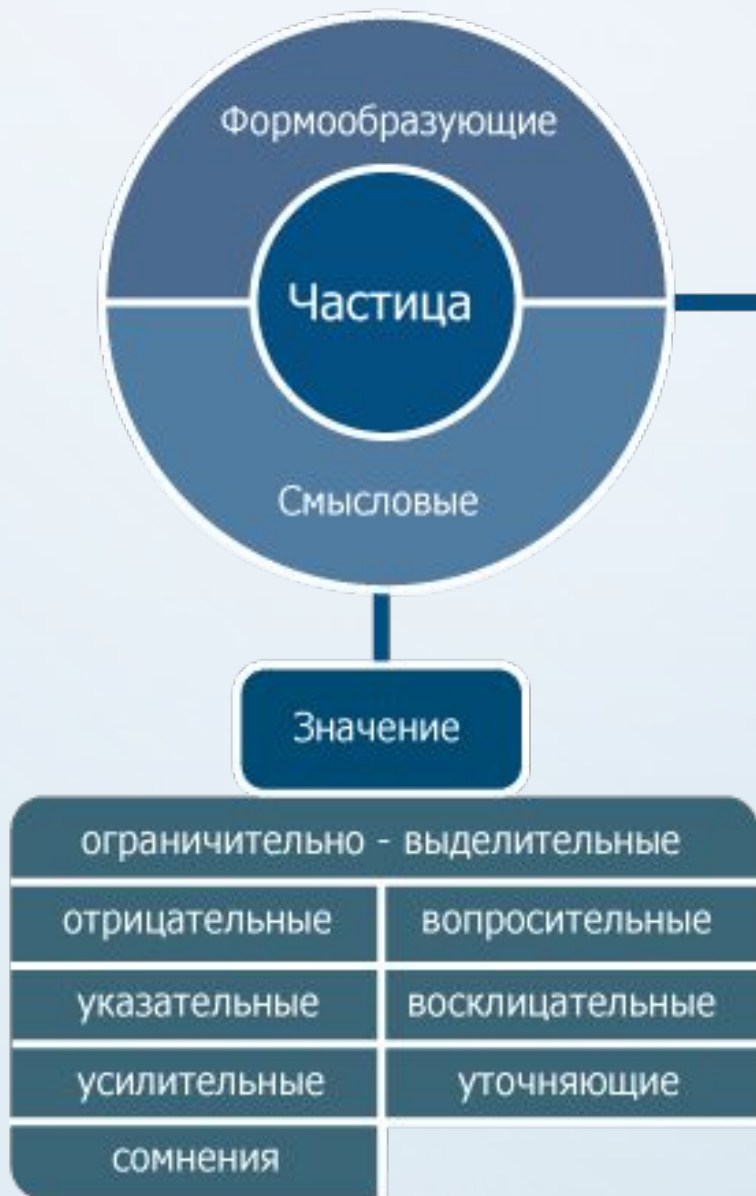 Формообразующие
Частица
Смысловые
Значение
ограничительно - выделительные
отрицательные вопросительные
указательные восклицательные
усилительные уточняющие
сомнения